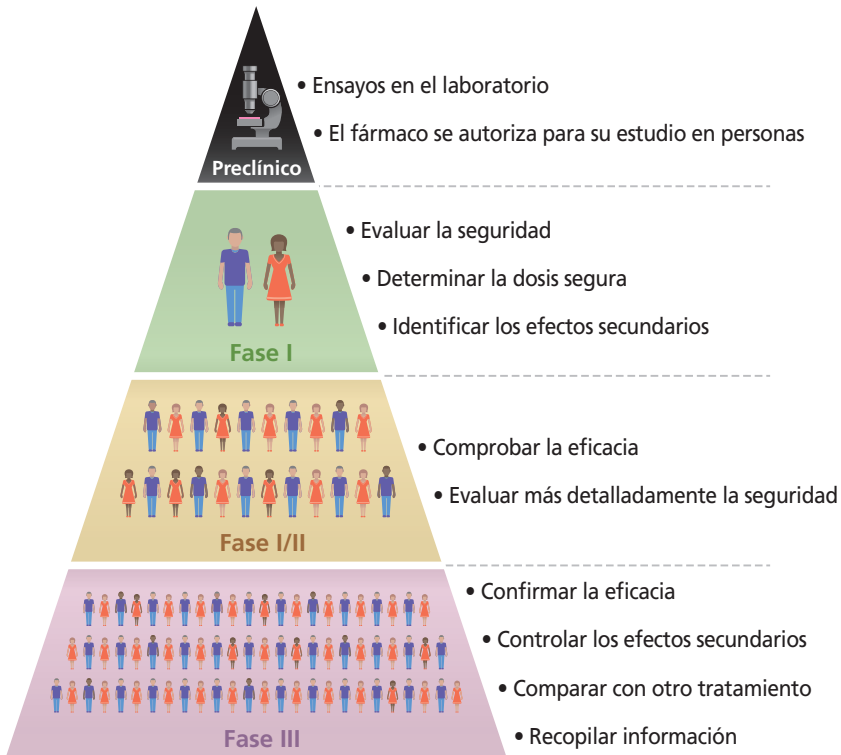 • Ensayos en el laboratorio
• El fármaco se autoriza para su estudio en personas
Preclínico
• Evaluar la seguridad
• Determinar la dosis segura
• Identificar los efectos secundarios
Fase I
• Comprobar la eficacia
• Evaluar más detalladamente la seguridad
Fase I/II
• Confirmar la eficacia
• Controlar los efectos secundarios
• Comparar con otro tratamiento
• Recopilar información
Fase III